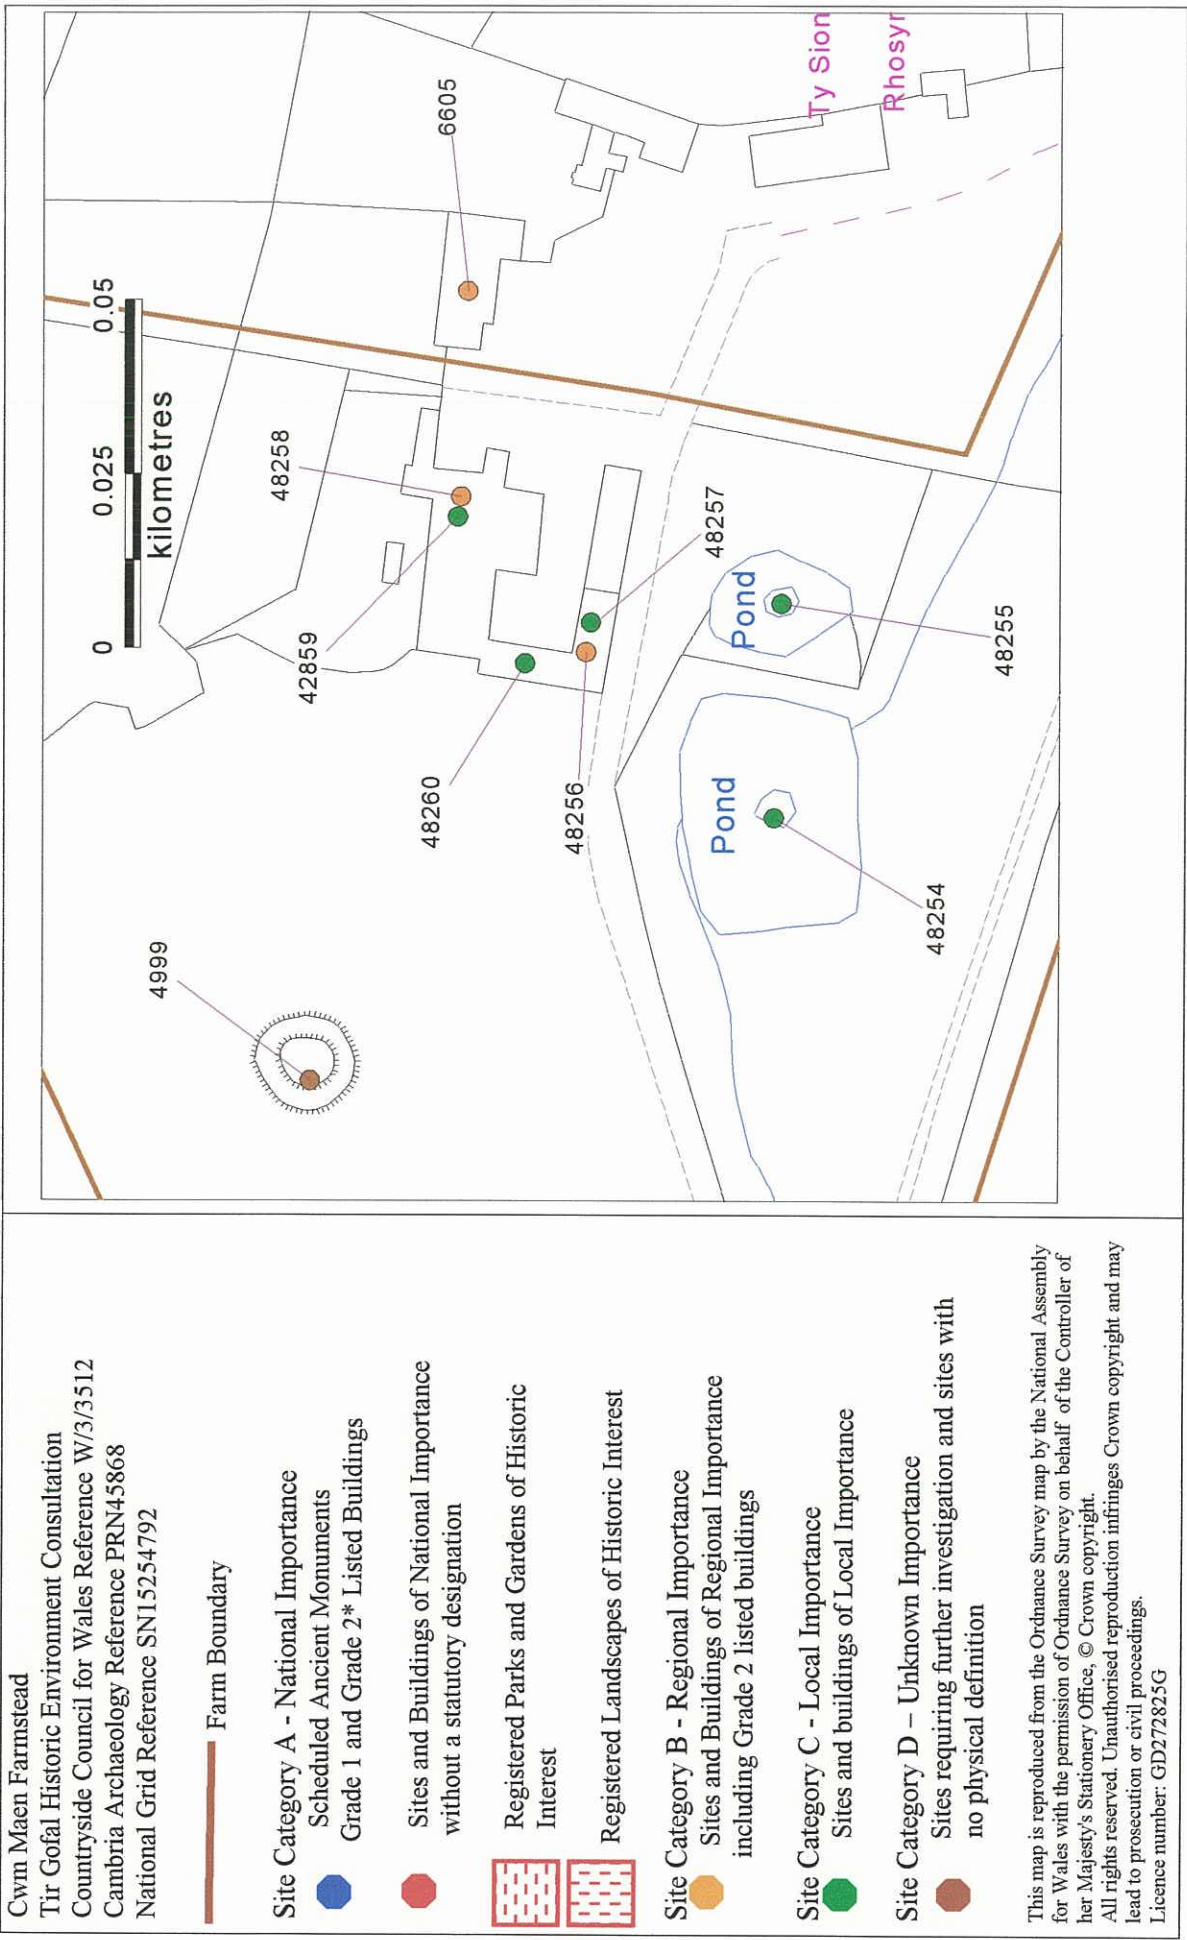 Cwm Maen Farmstead
Tir Gofal Historic Environment Consultation
Countryside Council for Wales Reference W/3/3512
Cambria Archaeology Reference PRN45868
National Grid Reference SN15254792
Farm Boundary
Site Category A - National Importance
Scheduled Ancient Monuments
Grade 1 and Grade 2* Listed Buildings
Sites and Buildings of National Importance
without a statutory designation
Registered Parks and Gardens of Historic
Interest
Registered Landscapes of Historic Interest
Site Category B - Regional Importance
Sites and Buildings of Regional Importance
including Grade 2 listed buildings
Site Category C - Local Importance
Sites and buildings of Local Importance
Site Category D – Unknown Importance
Sites requiring further investigation and sites with
no physical definition
This map is reproduced from the Ordnance Survey map by the National Assembly
for Wales with the permission of Ordnance Survey on behalf of the Controller of
her Majesty's Stationery Office, © Crown copyright.
All rights reserved. Unauthorised reproduction infringes Crown copyright and may
lead to prosecution or civil proceedings.
Licence number: GD272825G
0 0.025 0.05
kilometres
4999
42859
48258
6605
48260
48256
48257
Pond
Pond
48254
48255
Ty Sion
Rhosyr